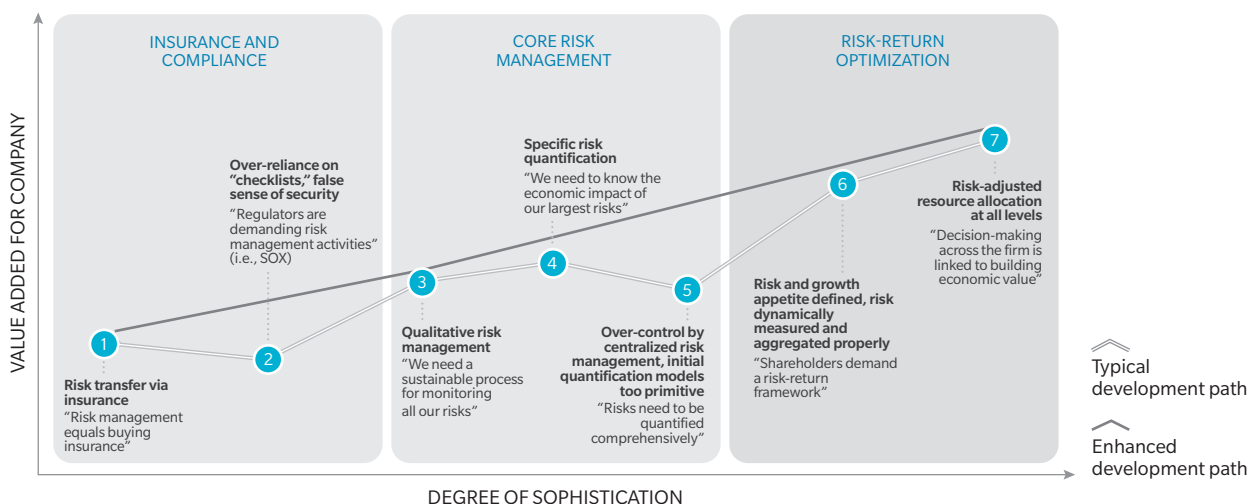 VALUE ADDED FOR COMPANY
INSURANCE AND
COMPLIANCE
CORE RISK
MANAGEMENT
RISK-RETURN
OPTIMIZATION
1
Risk transfer via
insurance
“Risk management
equals buying
insurance”
Over-reliance on
“checklists,” false
sense of security
“Regulators are
demanding risk
management activities”
(i.e., SOX)
2
3
Qualitative risk
management
“We need a
sustainable process
for monitoring
all our risks”
Specific risk
quantification
“We need to know the
economic impact of
our largest risks”
4
5
Over-control by
centralized risk
management, initial
quantification models
too primitive
“Risks need to be
quantified
comprehensively”
6
Risk and growth
appetite defined, risk
dynamically
measured and
aggregated properly
“Shareholders demand
a risk-return
framework”
7
Risk-adjusted
resource allocation
at all levels
“Decision-making
across the firm is
linked to building
economic value”
Typical
development path
Enhanced
development path
DEGREE OF SOPHISTICATION